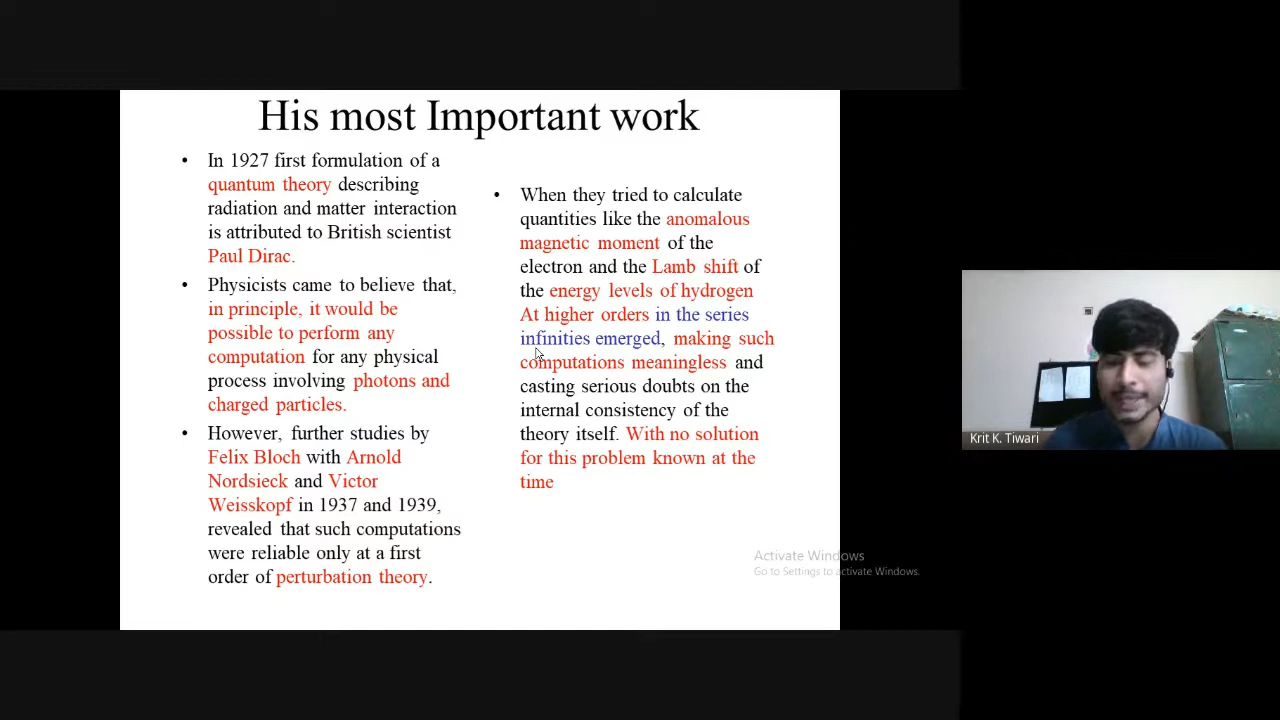 His most Important work
• In 1927 first formulation of a
quantum theory describing
radiation and matter interaction
is attributed to British scientist
Paul Dirac.
• Physicists came to believe that,
in principle, it would be
possible to perform any
computation for any physical
process involving photons and
charged particles.
• However, further studies by
Felix Bloch with Arnold
Nordsieck and Victor
Weisskopf in 1937 and 1939,
revealed that such computations
were reliable only at a first
order of perturbation theory.
• When they tried to calculate
quantities like the anomalous
magnetic moment of the
electron and the Lamb shift of
the energy levels of hydrogen
At higher orders in the series
infinities emerged, making such
computations meaningless and
casting serious doubts on the
internal consistency of the
theory itself. With no solution
for this problem known at the
time
Activate Windows
Go to Settings to activate Windows.
Krit K. Tiwari